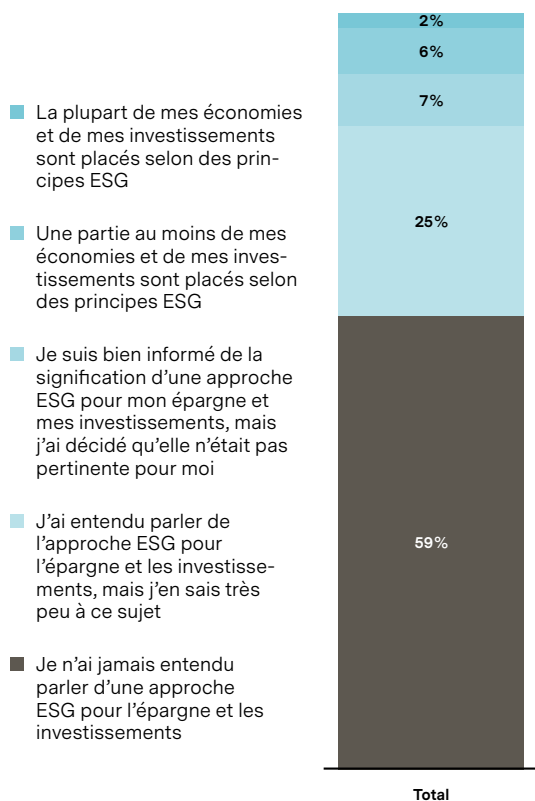 2%
6%
7%
25%
59%
Total
La plupart de mes économies
et de mes investissements
sont placés selon des prin-
cipes ESG
Une partie au moins de mes
économies et de mes inves-
tissements sont placés selon
des principes ESG
Je suis bien informé de la
signification d’une approche
ESG pour mon épargne et
mes investissements, mais
j’ai décidé qu’elle n’était pas
pertinente pour moi
J’ai entendu parler de
l’approche ESG pour
l’épargne et les investisse-
ments, mais j’en sais très
peu à ce sujet
Je n’ai jamais entendu
parler d’une approche
ESG pour l’épargne et les
investissements